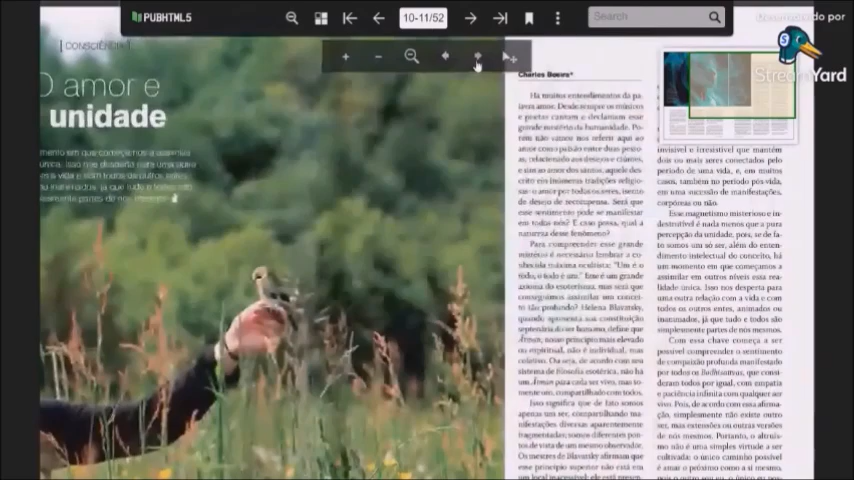 PUBHTML5
10-11/52
Search
por
StreamYard
CONSCIÊNCIA
O amor e
unidade
Charles Boeira*
Há muitos entendimentos da pa-
lavra amor. Desde sempre os místicos
e poetas cantam e declamam esse
grande mistério da humanidade. Po-
rém não vamos nos referir aqui ao
amor como paixão entre duas pesso-
as, relacionado aos desejos e ciúmes,
e sim ao amor dos santos, aquele des-
crito em inúmeras tradições religio-
sas: o amor por todos os seres, isento
de desejo de recompensa. Será que
esse sentimento pode se manifestar
em todos nós? E caso possa, qual a
natureza desse fenômeno?
Para compreender esse grande
mistério é necessário lembrar a co-
nhecida máxima ocultista: "Um é o
todo, o todo é um." Esse é um grande
axioma do esoterismo, mas será que
conseguimos assimilar um concei-
to tão profundo? Helena Blavatsky,
quando apresenta sua constituição
septenária do ser humano, define que
Atman, nosso princípio mais elevado
ou espiritual, não é individual, mas
coletivo. Ou seja, de acordo com seu
sistema de filosofia esotérica, não há
um Atman para cada ser vivo, mas so-
mente um, compartilhado com todos.
Isso significa que de fato somos
apenas um ser, compartilhando ma-
nifestações diversas aparentemente
fragmentadas; somos diferentes pon-
tos de vista de um mesmo observador.
Os mestres de Blavatsky afirmam que
esse princípio superior não está em
um local inacessível; ele está presen-
invisível e irresistível que mantém
dois ou mais seres conectados pelo
período de uma vida, e, em muitos
casos, também no período pós-vida,
em uma sucessão de manifestações,
corpóreas ou não.
Esse magnetismo misterioso e in-
destrutível é nada menos que a pura
percepção da unidade, pois, se de fa-
to somos um só ser, além do enten-
dimento intelectual do conceito, há
um momento em que começamos a
assimilar em outros níveis essa rea-
lidade única. Isso nos desperta para
uma outra relação com a vida e com
todos os outros entes, animados ou
inanimados, já que tudo e todos são
simplesmente partes de nós mesmos.
Com essa chave começa a ser
possível compreender o sentimento
de compaixão profunda manifestado
por todos os Bodhisattvas, que consi-
deram todos por igual, com empatia
e paciência infinita com qualquer ser
vivo. Pois, de acordo com essa afirma-
ção, simplesmente não existe outro
ser, mas extensões ou outras versões
de nós mesmos. Portanto, o altruís-
mo não é uma simples virtude a ser
cultivada: o único caminho possível
é amar o próximo como a si mesmo,